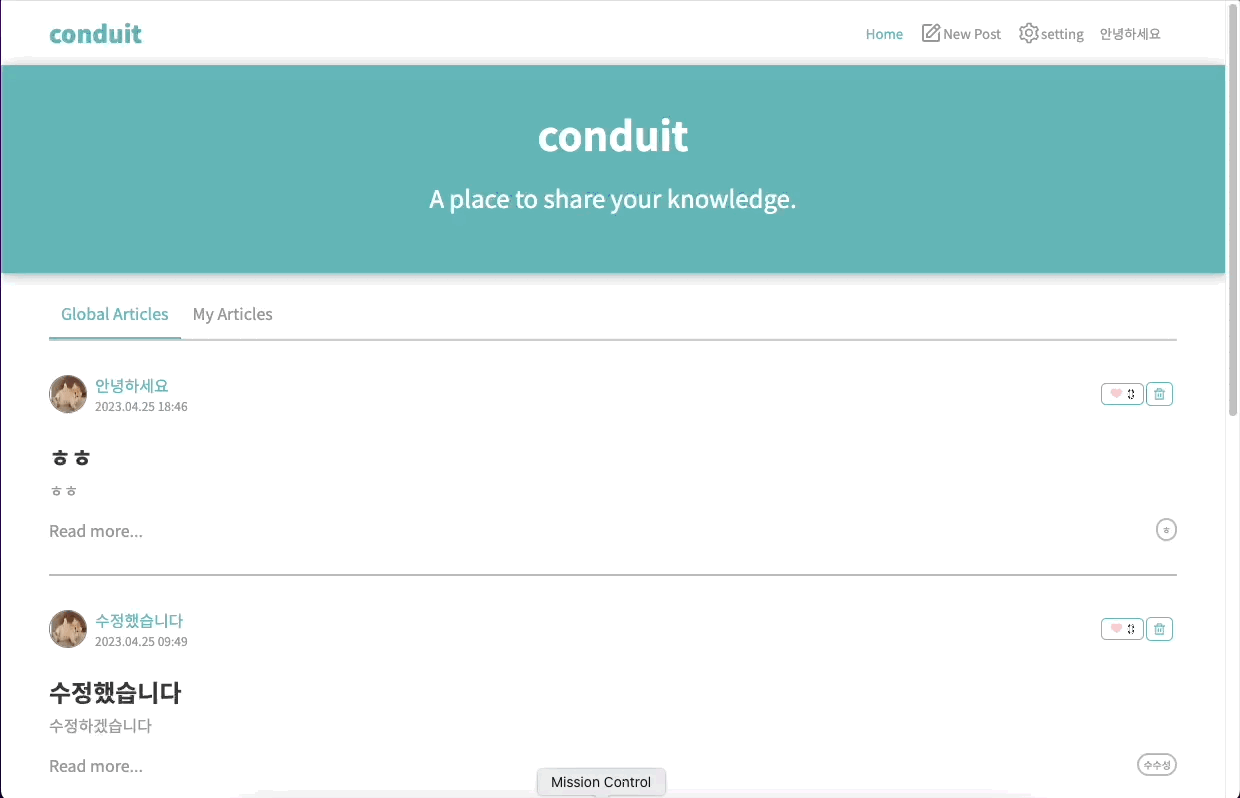 conduit
Home New Post setting 안녕하세요
conduit
A place to share your knowledge.
Global Articles My Articles
안녕하세요
2023.04.25 18:46
ㅎㅎ
ㅎㅎ
Read more...
ㅎ
수정했습니다
2023.04.25 09:49
수정했습니다
수정하겠습니다
Read more...
수수성
Mission Control